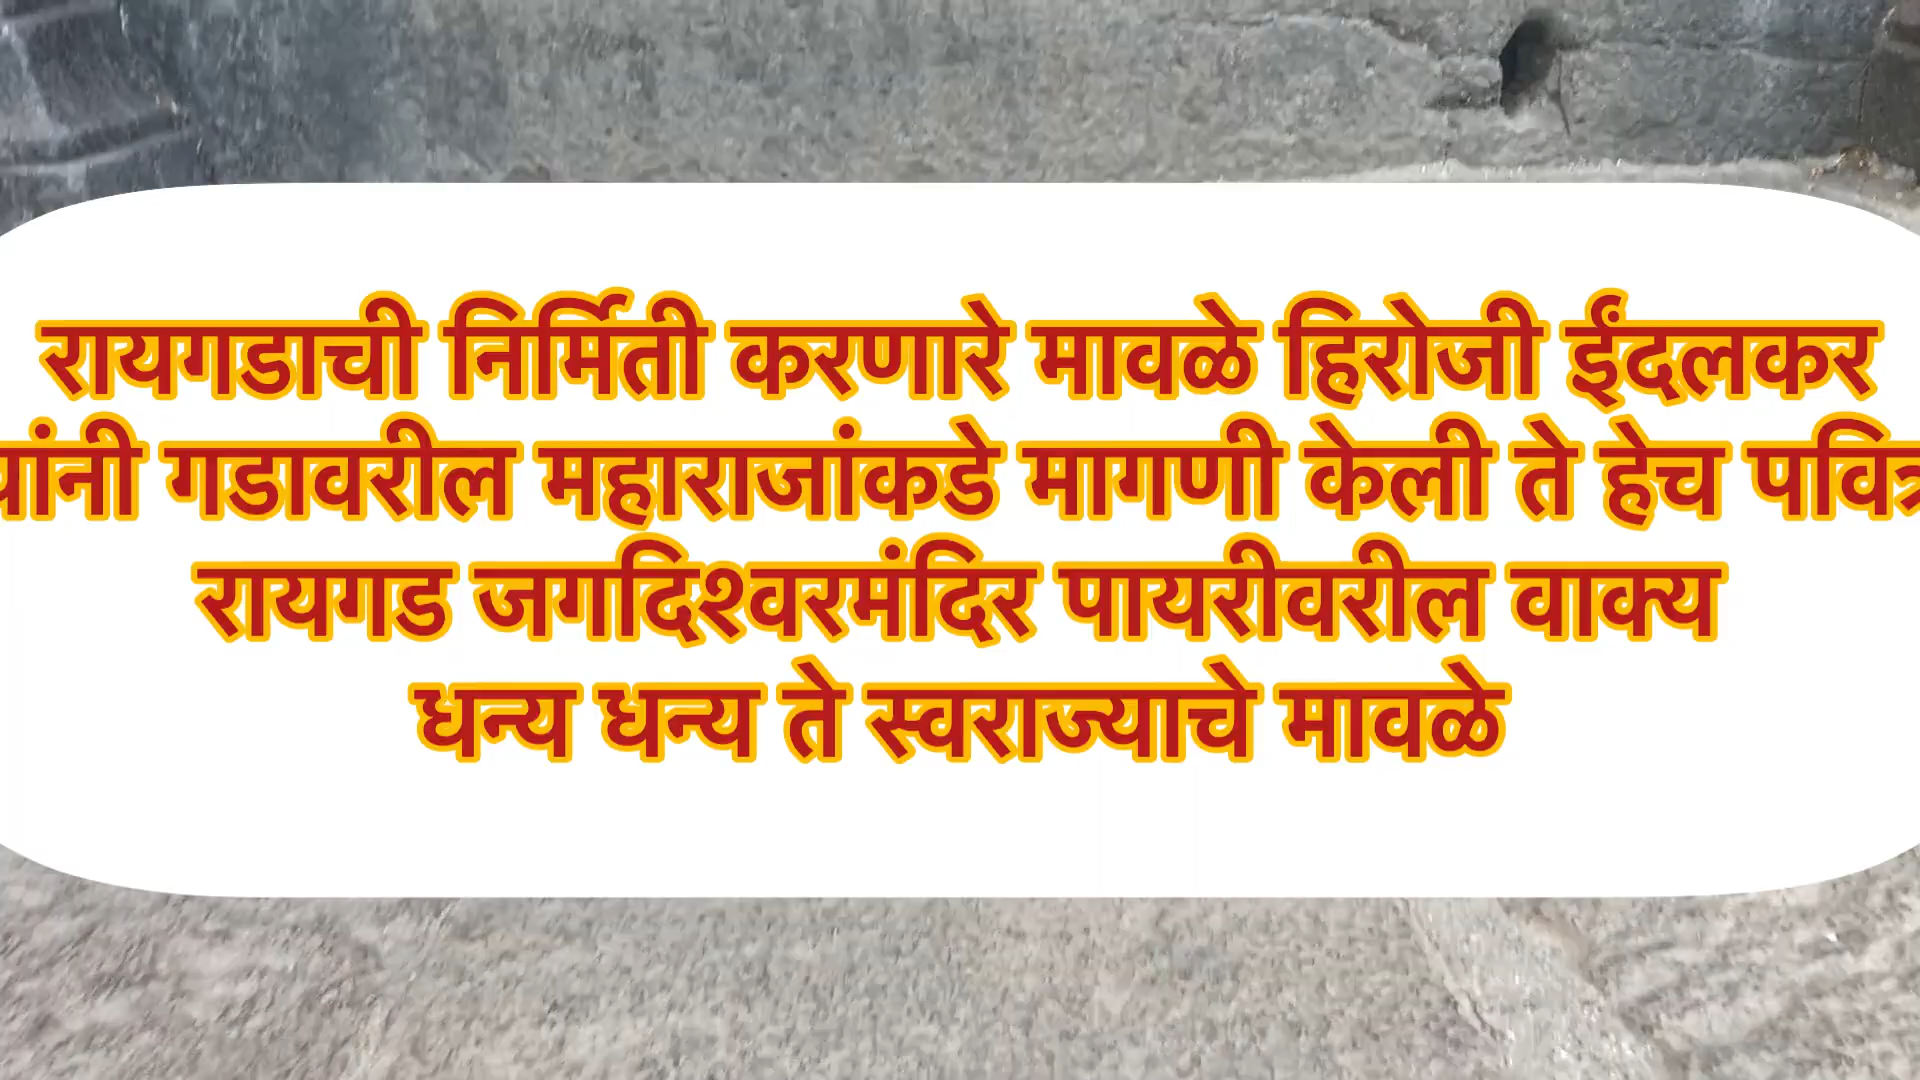 रायगडाची निर्मिती करणारे मावळे हिरोजी ईंदलकर
यांनी गडावरील महाराजांकडे मागणी केली ते हेच पवित्र
रायगड जगदिश्वरमंदिर पायरीवरील वाक्य
धन्य धन्य ते स्वराज्याचे मावळे